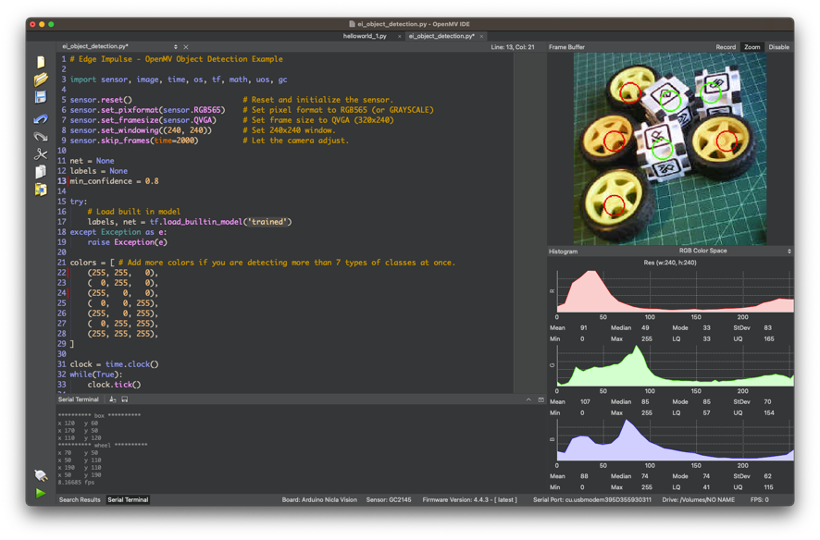 ei_object_detection.py* - OpenMV IDE
helloworld_1.py
ei_object_detection.py*
ei_object_detection.py*
Line: 13, Col: 21
Frame Buffer
Record
Zoom
Disable
1 # Edge Impulse - OpenMV Object Detection Example
2
3 import sensor, image, time, os, tf, math, uos, gc
4
5 sensor.reset() # Reset and initialize the sensor.
6 sensor.set_pixformat(sensor.RGB565) # Set pixel format to RGB565 (or GRAYSCALE)
7 sensor.set_framesize(sensor.QVGA) # Set frame size to QVGA (320x240)
8 sensor.set_windowing((240, 240)) # Set 240x240 window.
9 sensor.skip_frames(time=2000) # Let the camera adjust.
10
11 net = None
12 labels = None
13 min_confidence = 0.8
14
15 try:
16 # Load built in model
17 labels, net = tf.load_builtin_model('trained')
18 except Exception as e:
19 raise Exception(e)
20
21 colors = [ # Add more colors if you are detecting more than 7 types of classes at once.
22 (255, 255, 0),
23 ( 0, 255, 0),
24 (255, 0, 0),
25 ( 0, 0, 255),
26 (255, 0, 255),
27 ( 0, 255, 255),
28 (255, 255, 255),
29 ]
30
31 clock = time.clock()
32 while(True):
33 clock.tick()
Histogram
RGB Color Space
Res (w:240, h:240)
R
0 50 100 150 200
Mean 91 Median 49 Mode 33 StDev 83
Min 0 Max 255 LQ 33 UQ 165
G
0 50 100 150 200
Mean 107 Median 85 Mode 85 StDev 70
Min 0 Max 255 LQ 57 UQ 154
B
0 50 100 150 200
Mean 88 Median 74 Mode 74 StDev 62
Min 0 Max 255 LQ 41 UQ 115
Serial Terminal
********** box **********
x 120 y 60
x 170 y 50
x 110 y 120
********** wheel **********
x 70 y 50
x 50 y 110
x 190 y 110
x 50 y 190
8.16605 fps
Search Results
Serial Terminal
Board: Arduino Nicla Vision
Sensor: GC2145
Firmware Version: 4.4.3 - [ latest ]
Serial Port: cu.usbmodem395D355930311
Drive: /Volumes/NO NAME
FPS: 0